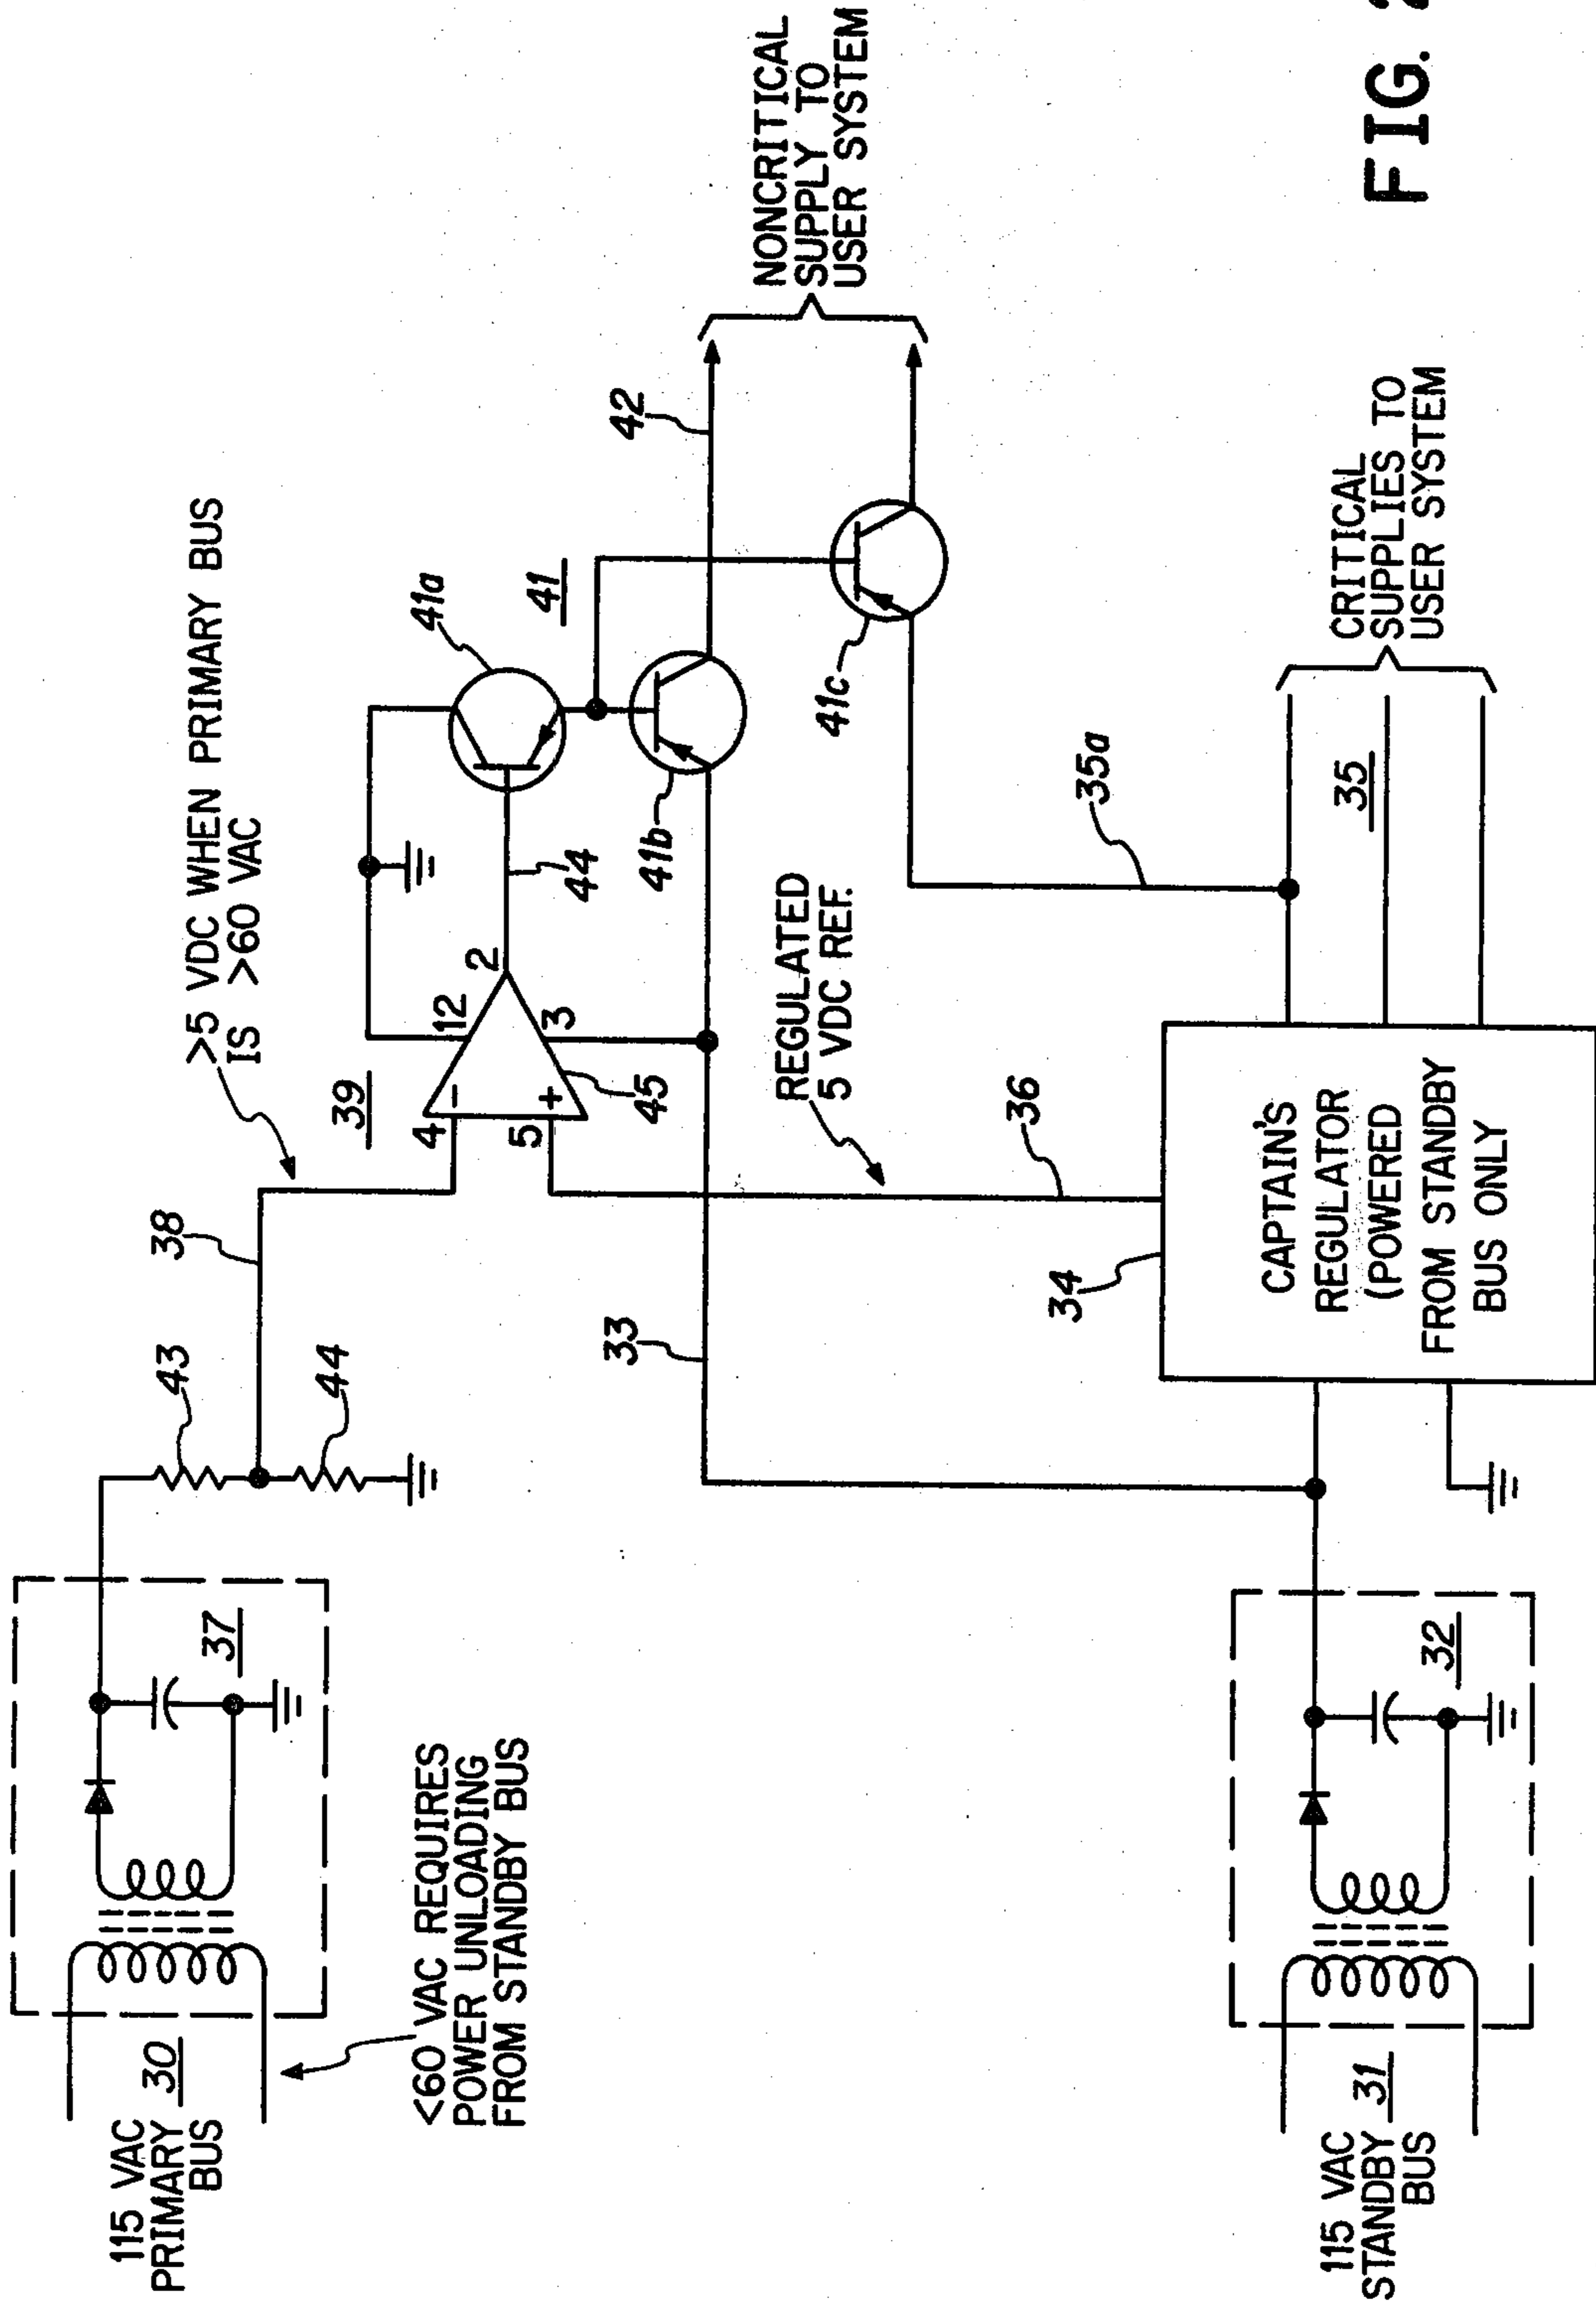 115 VAC
PRIMARY 30
BUS
<60 VAC REQUIRES
POWER UNLOADING
FROM STANDBY BUS
37
43
44
38
>5 VDC WHEN PRIMARY BUS
IS >60 VAC
39
4
5
-
+
12
3
2
45
44
41a
41
41b
41c
42
NONCRITICAL
SUPPLY TO
USER SYSTEM
33
REGULATED
5 VDC REF.
36
34
35a
CAPTAIN'S
REGULATOR
(POWERED
FROM STANDBY
BUS ONLY
35
CRITICAL
SUPPLIES TO
USER SYSTEM
115 VAC
STANDBY 31
BUS
32
FIG.